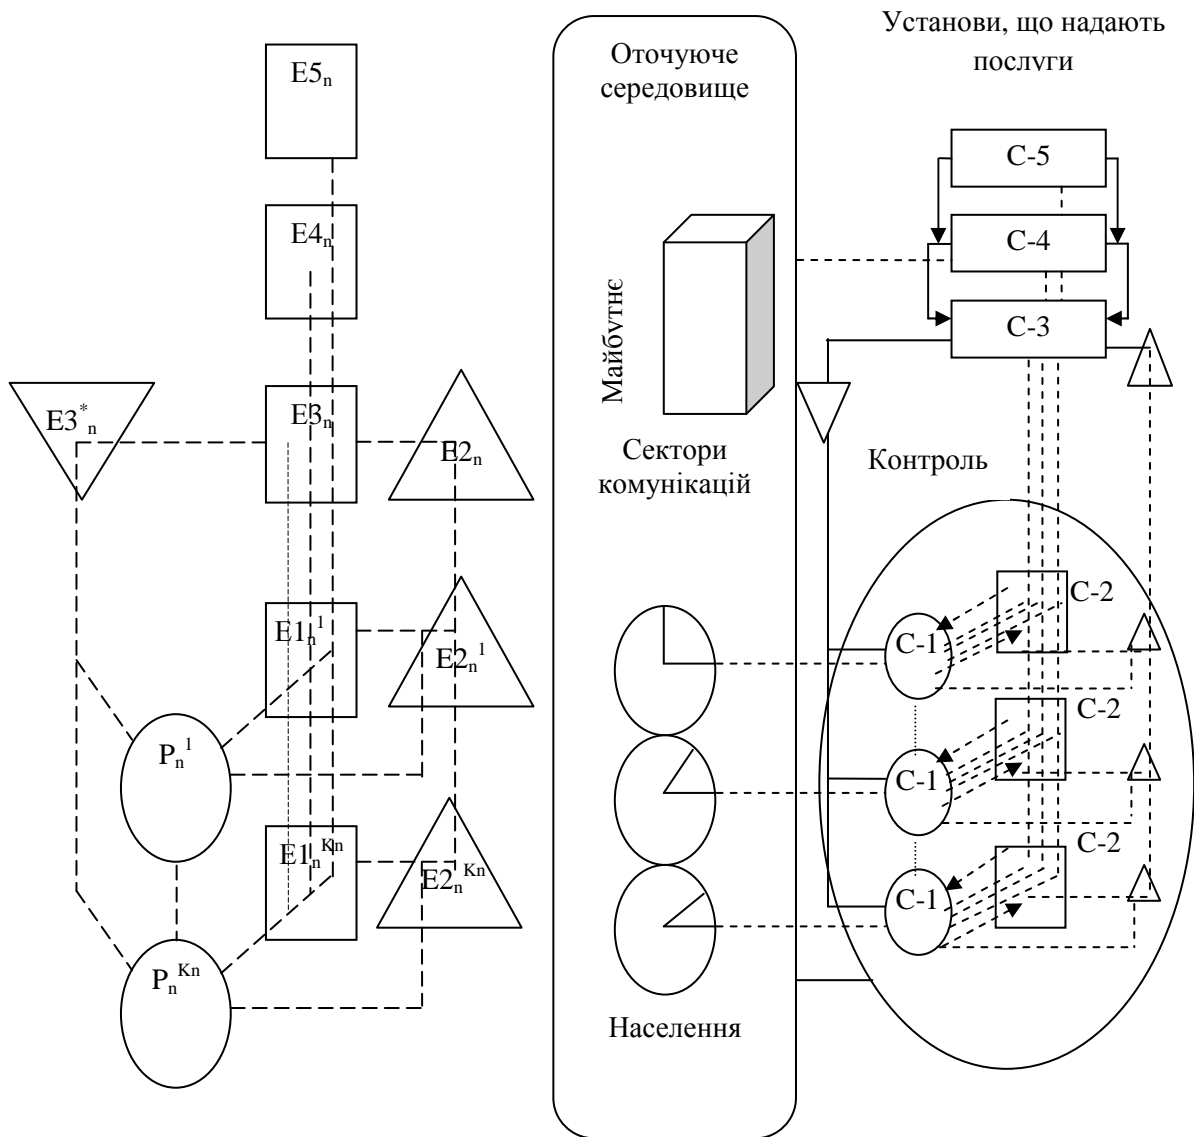 Установи, що надають
послуги
Оточуюче
середовище
E5n
E4n
E3*n
E3n
E2n
E1n1
E2n1
Pn1
E1nKn
E2nKn
PnKn
Майбутнє
Сектори
комунікацій
Населення
С-5
С-4
С-3
Контроль
С-2
С-1
С-2
С-1
С-2
С-1